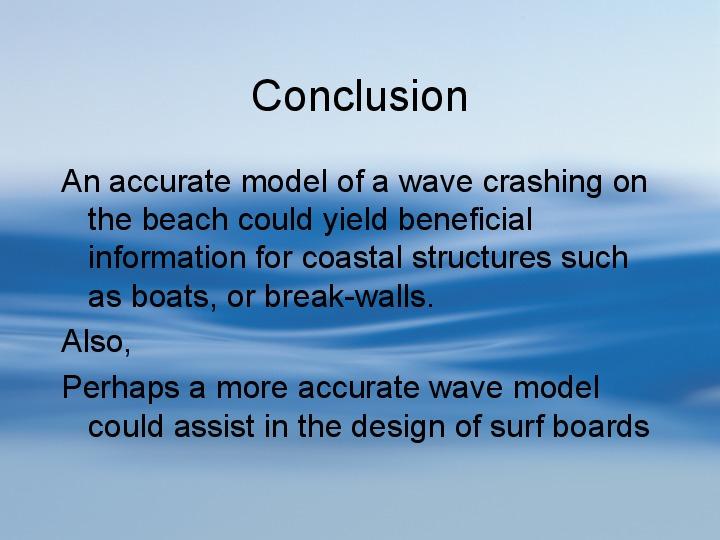 Conclusion
An accurate model of a wave crashing on
the beach could yield beneficial
information for coastal structures such
as boats, or break-walls.
Also,
Perhaps a more accurate wave model
could assist in the design of surf boards